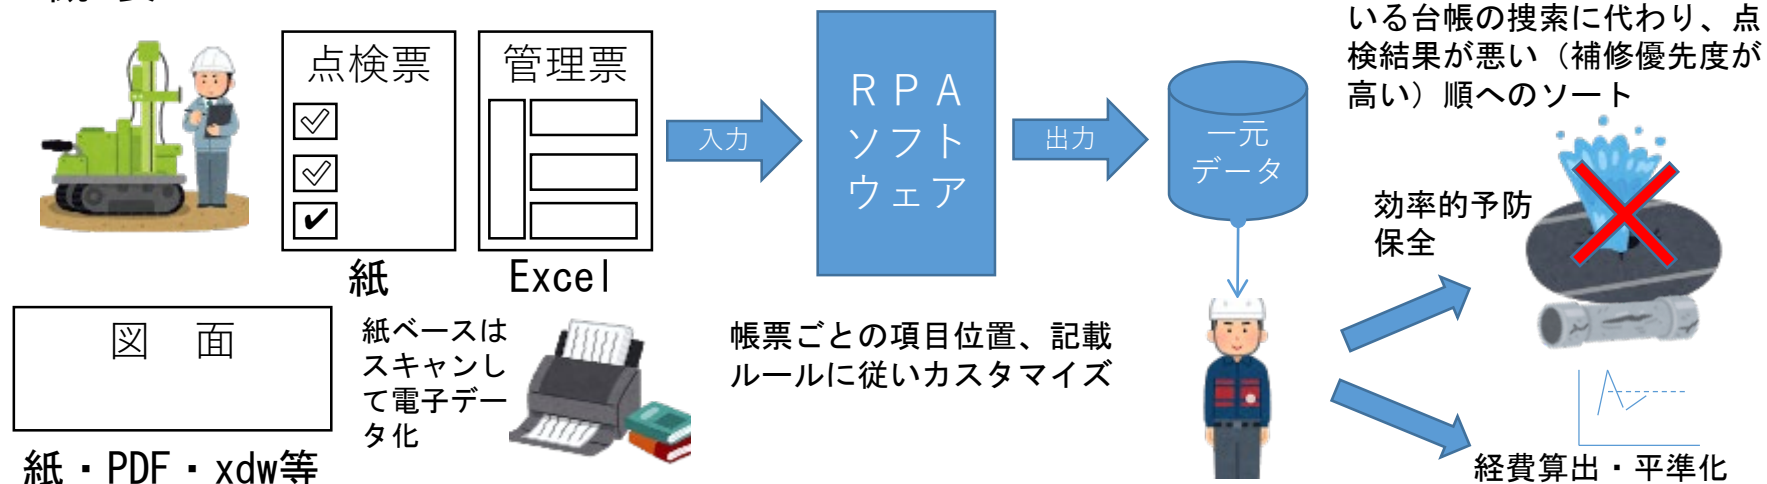 点検票
管理票
紙
Excel
図 面
紙・PDF・xdw等
紙ベースは
スキャンし
て電子デー
タ化
入力
ＲＰＡ
ソフト
ウェア
帳票ごとの項目位置、記載
ルールに従いカスタマイズ
出力
一元
データ
いる台帳の捜索に代わり、点
検結果が悪い（補修優先度が
高い）順へのソート
効率的予防
保全
経費算出・平準化